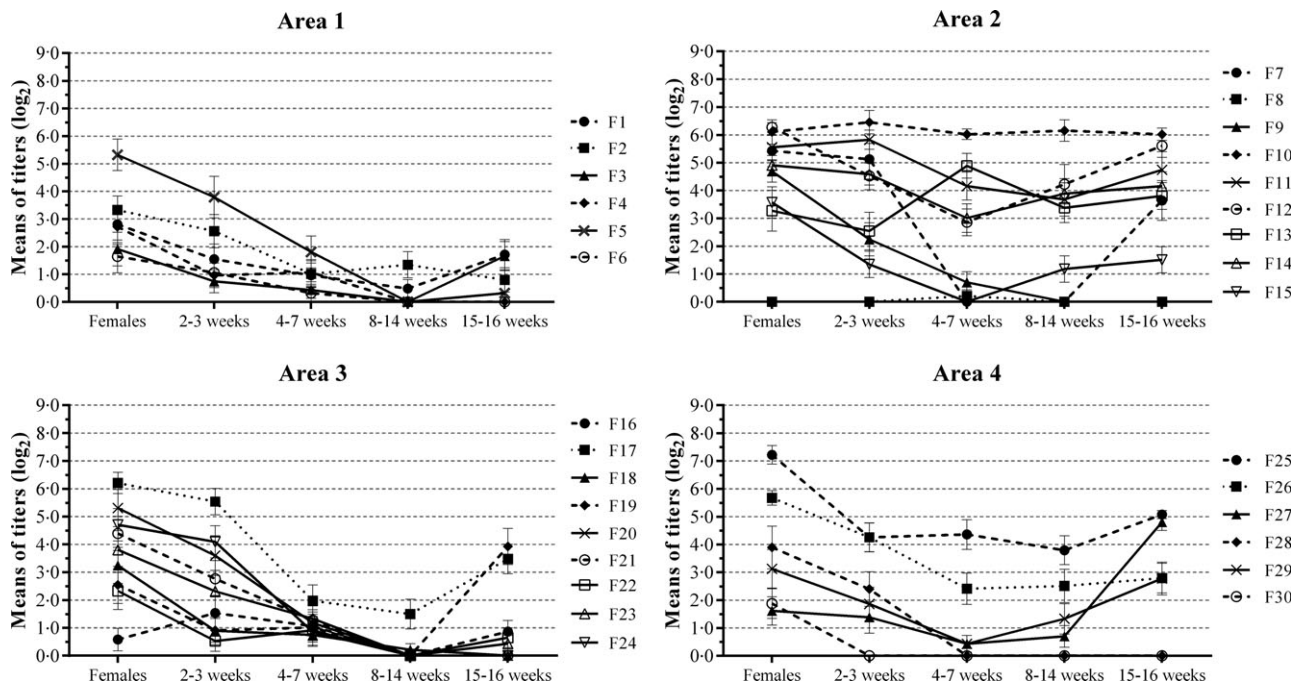 Area 1
Means of titers (log2)
9·0
8·0
7·0
6·0
5·0
4·0
3·0
2·0
1·0
0·0
Females 2-3 weeks 4-7 weeks 8-14 weeks 15-16 weeks
F1
F2
F3
F4
F5
F6
Area 2
Means of titers (log2)
9·0
8·0
7·0
6·0
5·0
4·0
3·0
2·0
1·0
0·0
Females 2-3 weeks 4-7 weeks 8-14 weeks 15-16 weeks
F7
F8
F9
F10
F11
F12
F13
F14
F15
Area 3
Means of titers (log2)
9·0
8·0
7·0
6·0
5·0
4·0
3·0
2·0
1·0
0·0
Females 2-3 weeks 4-7 weeks 8-14 weeks 15-16 weeks
F16
F17
F18
F19
F20
F21
F22
F23
F24
Area 4
Means of titers (log2)
9·0
8·0
7·0
6·0
5·0
4·0
3·0
2·0
1·0
0·0
Females 2-3 weeks 4-7 weeks 8-14 weeks 15-16 weeks
F25
F26
F27
F28
F29
F30